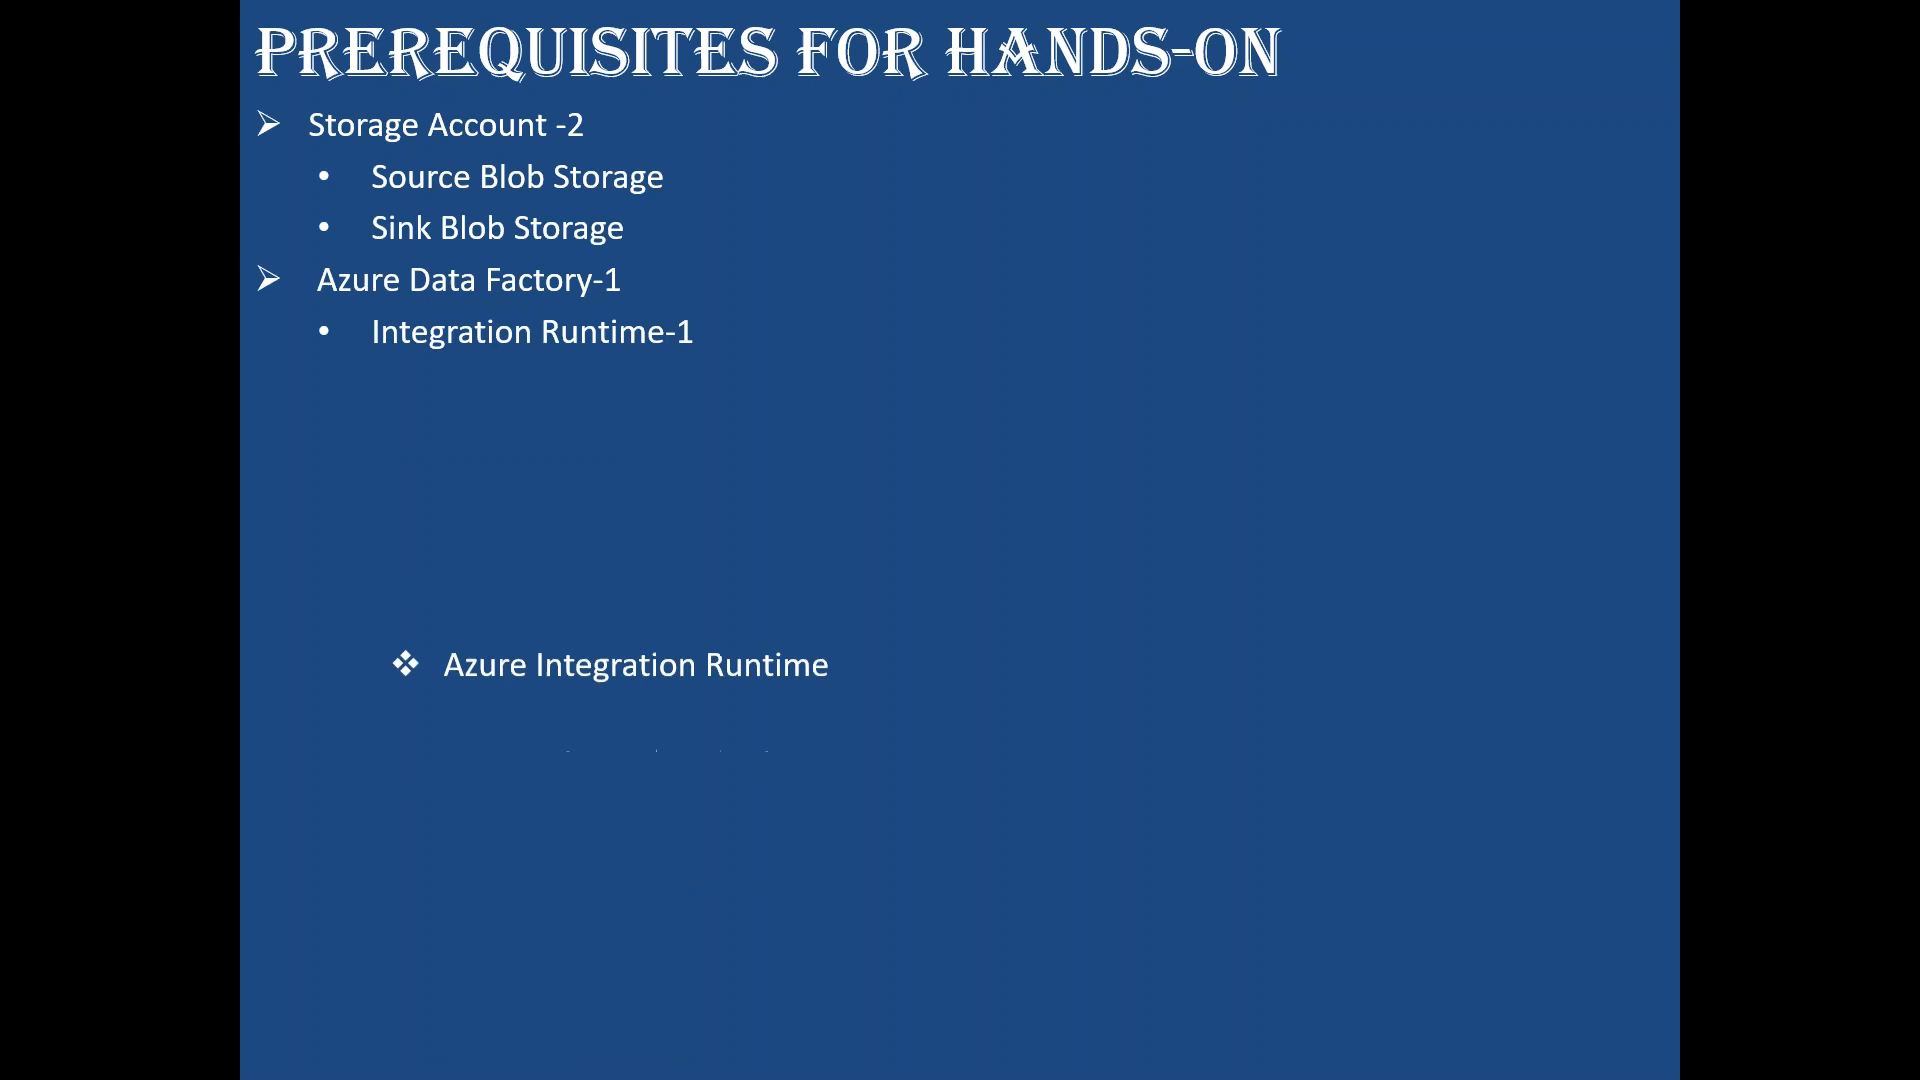 PREREQUISITES FOR HANDS-ON
Storage Account -2
Source Blob Storage
Sink Blob Storage
Azure Data Factory-1
Integration Runtime-1
Azure Integration Runtime